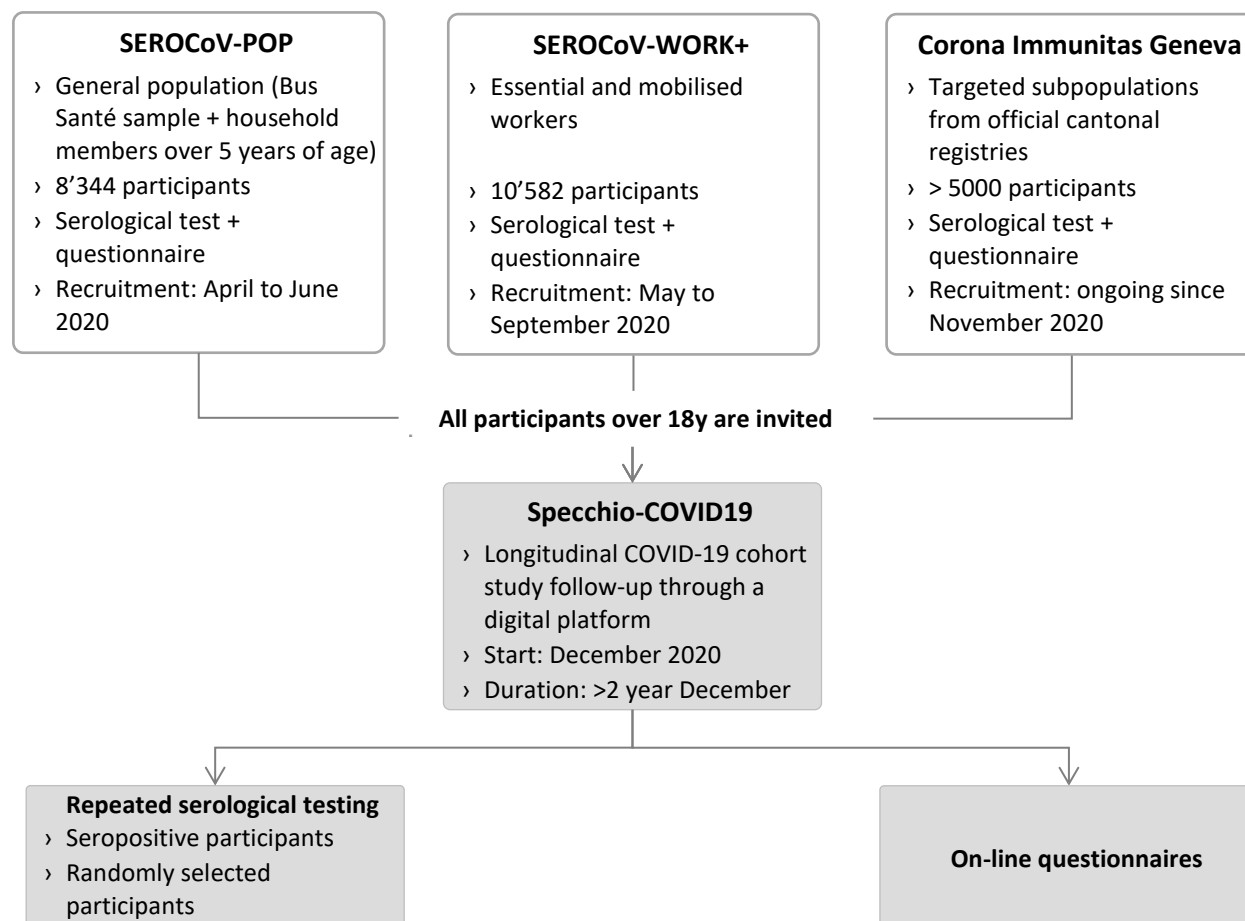 SEROCoV-POP
› General population (Bus
Santé sample + household
members over 5 years of age)
› 8’344 participants
› Serological test +
questionnaire
› Recruitment: April to June
2020
SEROCoV-WORK+
› Essential and mobilised
workers
› 10’582 participants
› Serological test +
questionnaire
› Recruitment: May to
September 2020
Corona Immunitas Geneva
› Targeted subpopulations
from official cantonal
registries
› > 5000 participants
› Serological test +
questionnaire
› Recruitment: ongoing since
November 2020
All participants over 18y are invited
Specchio-COVID19
› Longitudinal COVID-19 cohort
study follow-up through a
digital platform
› Start: December 2020
› Duration: >2 year December
Repeated serological testing
› Seropositive participants
› Randomly selected
participants
On-line questionnaires